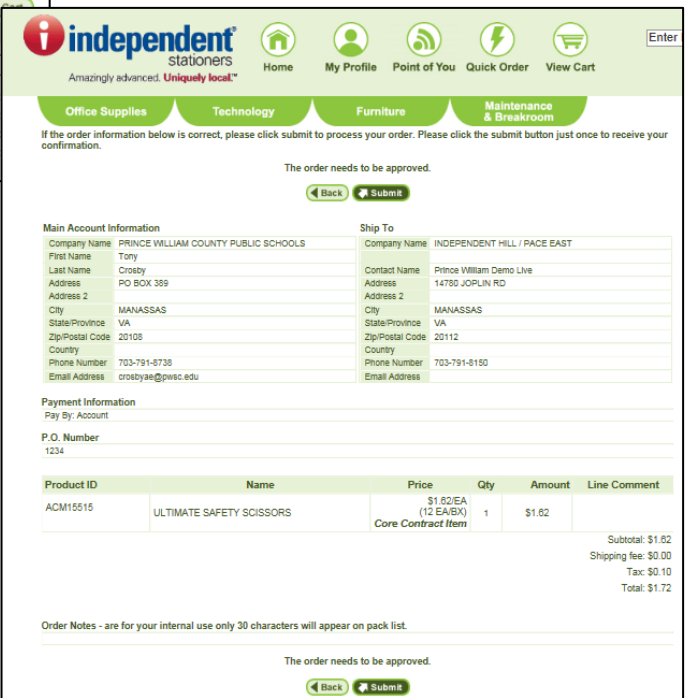 Cart
independent
stationers
Amazingly advanced. Uniquely local.™
Home
My Profile
Point of You
Quick Order
View Cart
Enter
Office Supplies
Technology
Furniture
Maintenance
& Breakroom
If the order information below is correct, please click submit to process your order. Please click the submit button just once to receive your
confirmation.
The order needs to be approved.
Back Submit
Main Account Information
Company Name PRINCE WILLIAM COUNTY PUBLIC SCHOOLS
First Name Tony
Last Name Crosby
Address PO BOX 389
Address 2
City MANASSAS
State/Province VA
Zip/Postal Code 20108
Country
Phone Number 703-791-8738
Email Address crosbyae@pwsc.edu
Ship To
Company Name INDEPENDENT HILL / PACE EAST
Contact Name Prince William Demo Live
Address 14780 JOPLIN RD
Address 2
City MANASSAS
State/Province VA
Zip/Postal Code 20112
Country
Phone Number 703-791-8150
Email Address
Payment Information
Pay By: Account
P.O. Number
1234
Product ID Name Price Qty Amount Line Comment
ACM15515 ULTIMATE SAFETY SCISSORS $1.62/EA 1 $1.62
(12 EA/BX)
Core Contract Item
Subtotal: $1.62
Shipping fee: $0.00
Tax: $0.10
Total: $1.72
Order Notes - are for your internal use only 30 characters will appear on pack list.
The order needs to be approved.
Back Submit